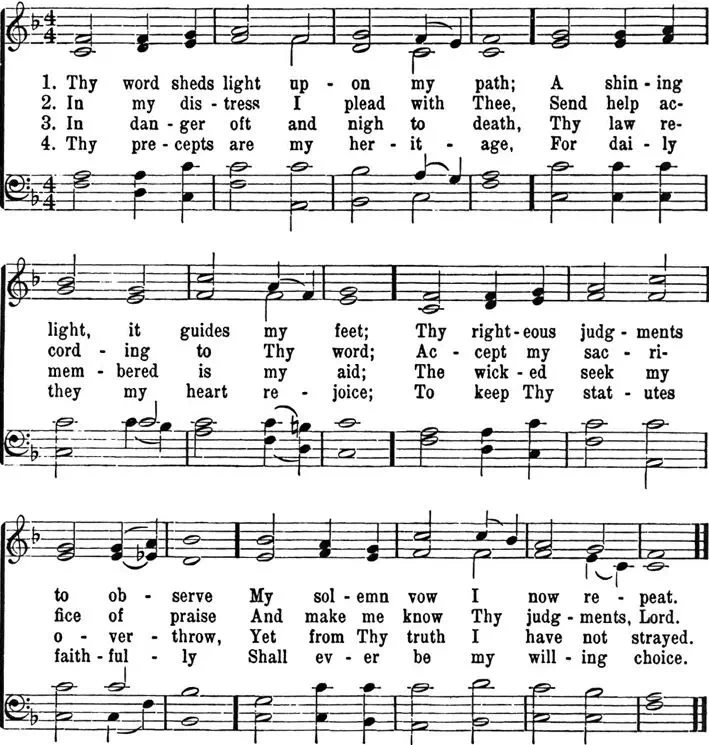 4 4
1. Thy word sheds light up - on my path; A shin - ing
2. In my dis - tress I plead with Thee, Send help ac-
3. In dan - ger oft and nigh to death, Thy law re-
4. Thy pre - cepts are my her - it - age, For dai - ly
4 4
light, it guides my feet; Thy right - eous judg - ments
cord - ing to Thy word; Ac - cept my sac - ri-
mem - bered is my aid; The wick - ed seek my
they my heart re - joice; To keep Thy stat - utes
to ob - serve My sol - emn vow I now re - peat.
fice of praise And make me know Thy judg - ments, Lord.
o - ver - throw, Yet from Thy truth I have not strayed.
faith - ful - ly Shall ev - er be my will - ing choice.